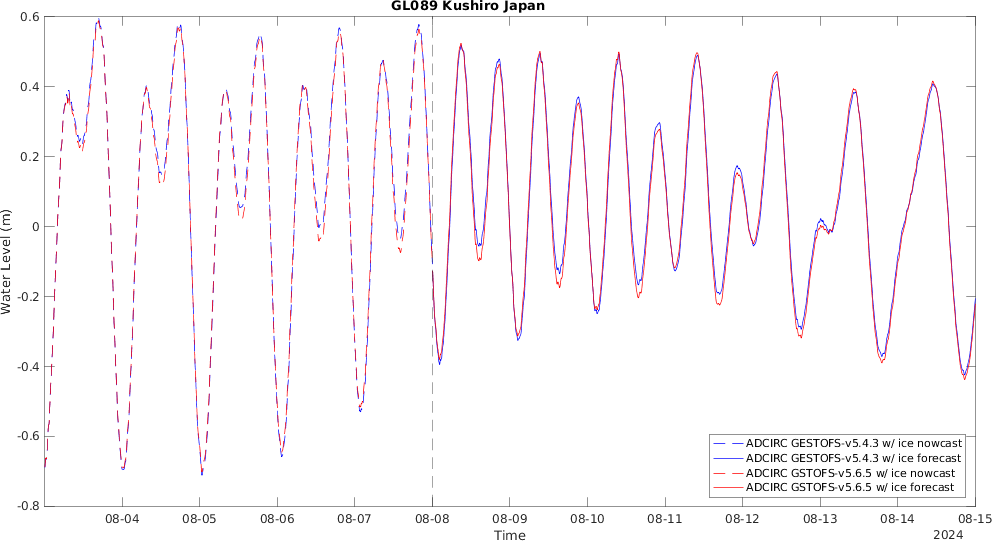 GL089 Kushiro Japan
0.6
0.4
0.2
0
-0.2
-0.4
-0.6
-0.8
Water Level (m)
08-04 08-05 08-06 08-07 08-08 08-09 08-10 08-11 08-12 08-13 08-14 08-15
Time
2024
ADCIRC GESTOFS-v5.4.3 w/ ice nowcast
ADCIRC GESTOFS-v5.4.3 w/ ice forecast
ADCIRC GSTOFS-v5.6.5 w/ ice nowcast
ADCIRC GSTOFS-v5.6.5 w/ ice forecast